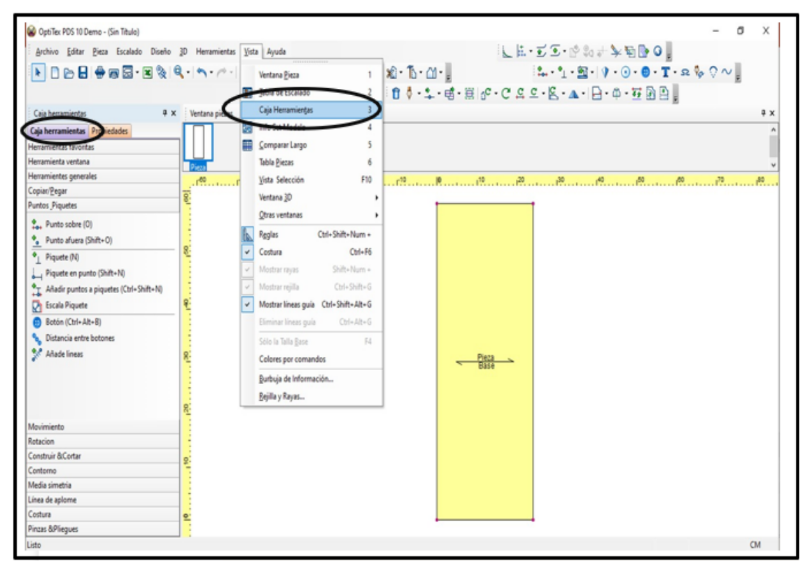 OptiTex PDS 10 Demo - (Sin Título)
Archivo Editar Pieza Escalado Diseño 3D Herramientas Vista Ayuda
Ventana Pieza 1
Tabla de Escalado 2
Caja Herramientas 3
4
Comparar Largo 5
Tabla Piezas 6
Vista Selección F10
Ventana 3D
Otras ventanas
Reglas Ctrl+Shift+Num +
Costura Ctrl+F6
Mostrar rayas Shift+Num +
Mostrar rejilla Ctrl+Shift+G
Mostrar líneas guía Ctrl+Shift+Alt+G
Eliminar líneas guía Ctrl+Alt+G
Sólo la Talla Base F4
Colores por comandos
Burbuja de Información...
Rejilla y Rayas...
Caja herramientas
Ventana piezas
Caja herramientas Propiedades
Herramientas favoritas
Herramienta ventana
Herramientes generales
Copiar/Pegar
Puntos_Piquetes
Punto sobre (O)
Punto afuera (Shift+O)
Piquete (N)
Piquete en punto (Shift+N)
Añadir puntos a piquetes (Ctrl+Shift+N)
Escala Piquete
Botón (Ctrl+Alt+B)
Distancia entre botones
Añade lineas
Movimiento
Rotacion
Construir &Cortar
Contorno
Media simetria
Línea de aplome
Costura
Pinzas &Pliegues
Listo
Pieza
Pieza
Base
CM